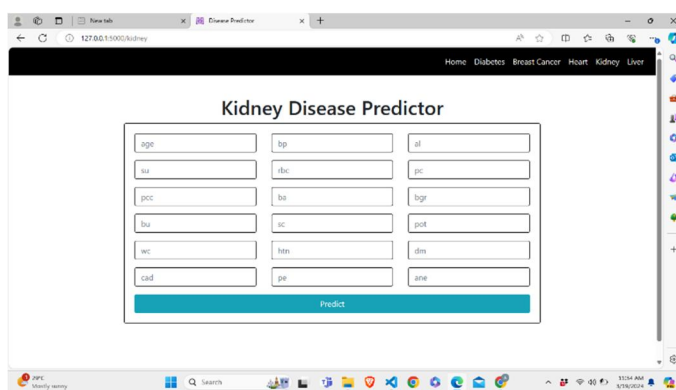 New tab
Disease Predictor
127.0.0.1:5000/kidney
Home Diabetes Breast Cancer Heart Kidney Liver
Kidney Disease Predictor
age bp al
su rbc pc
pcc ba bgr
bu sc pot
wc htn dm
cad pe ane
Predict
Mostly sunny
Search
11:54 AM
3/19/2024